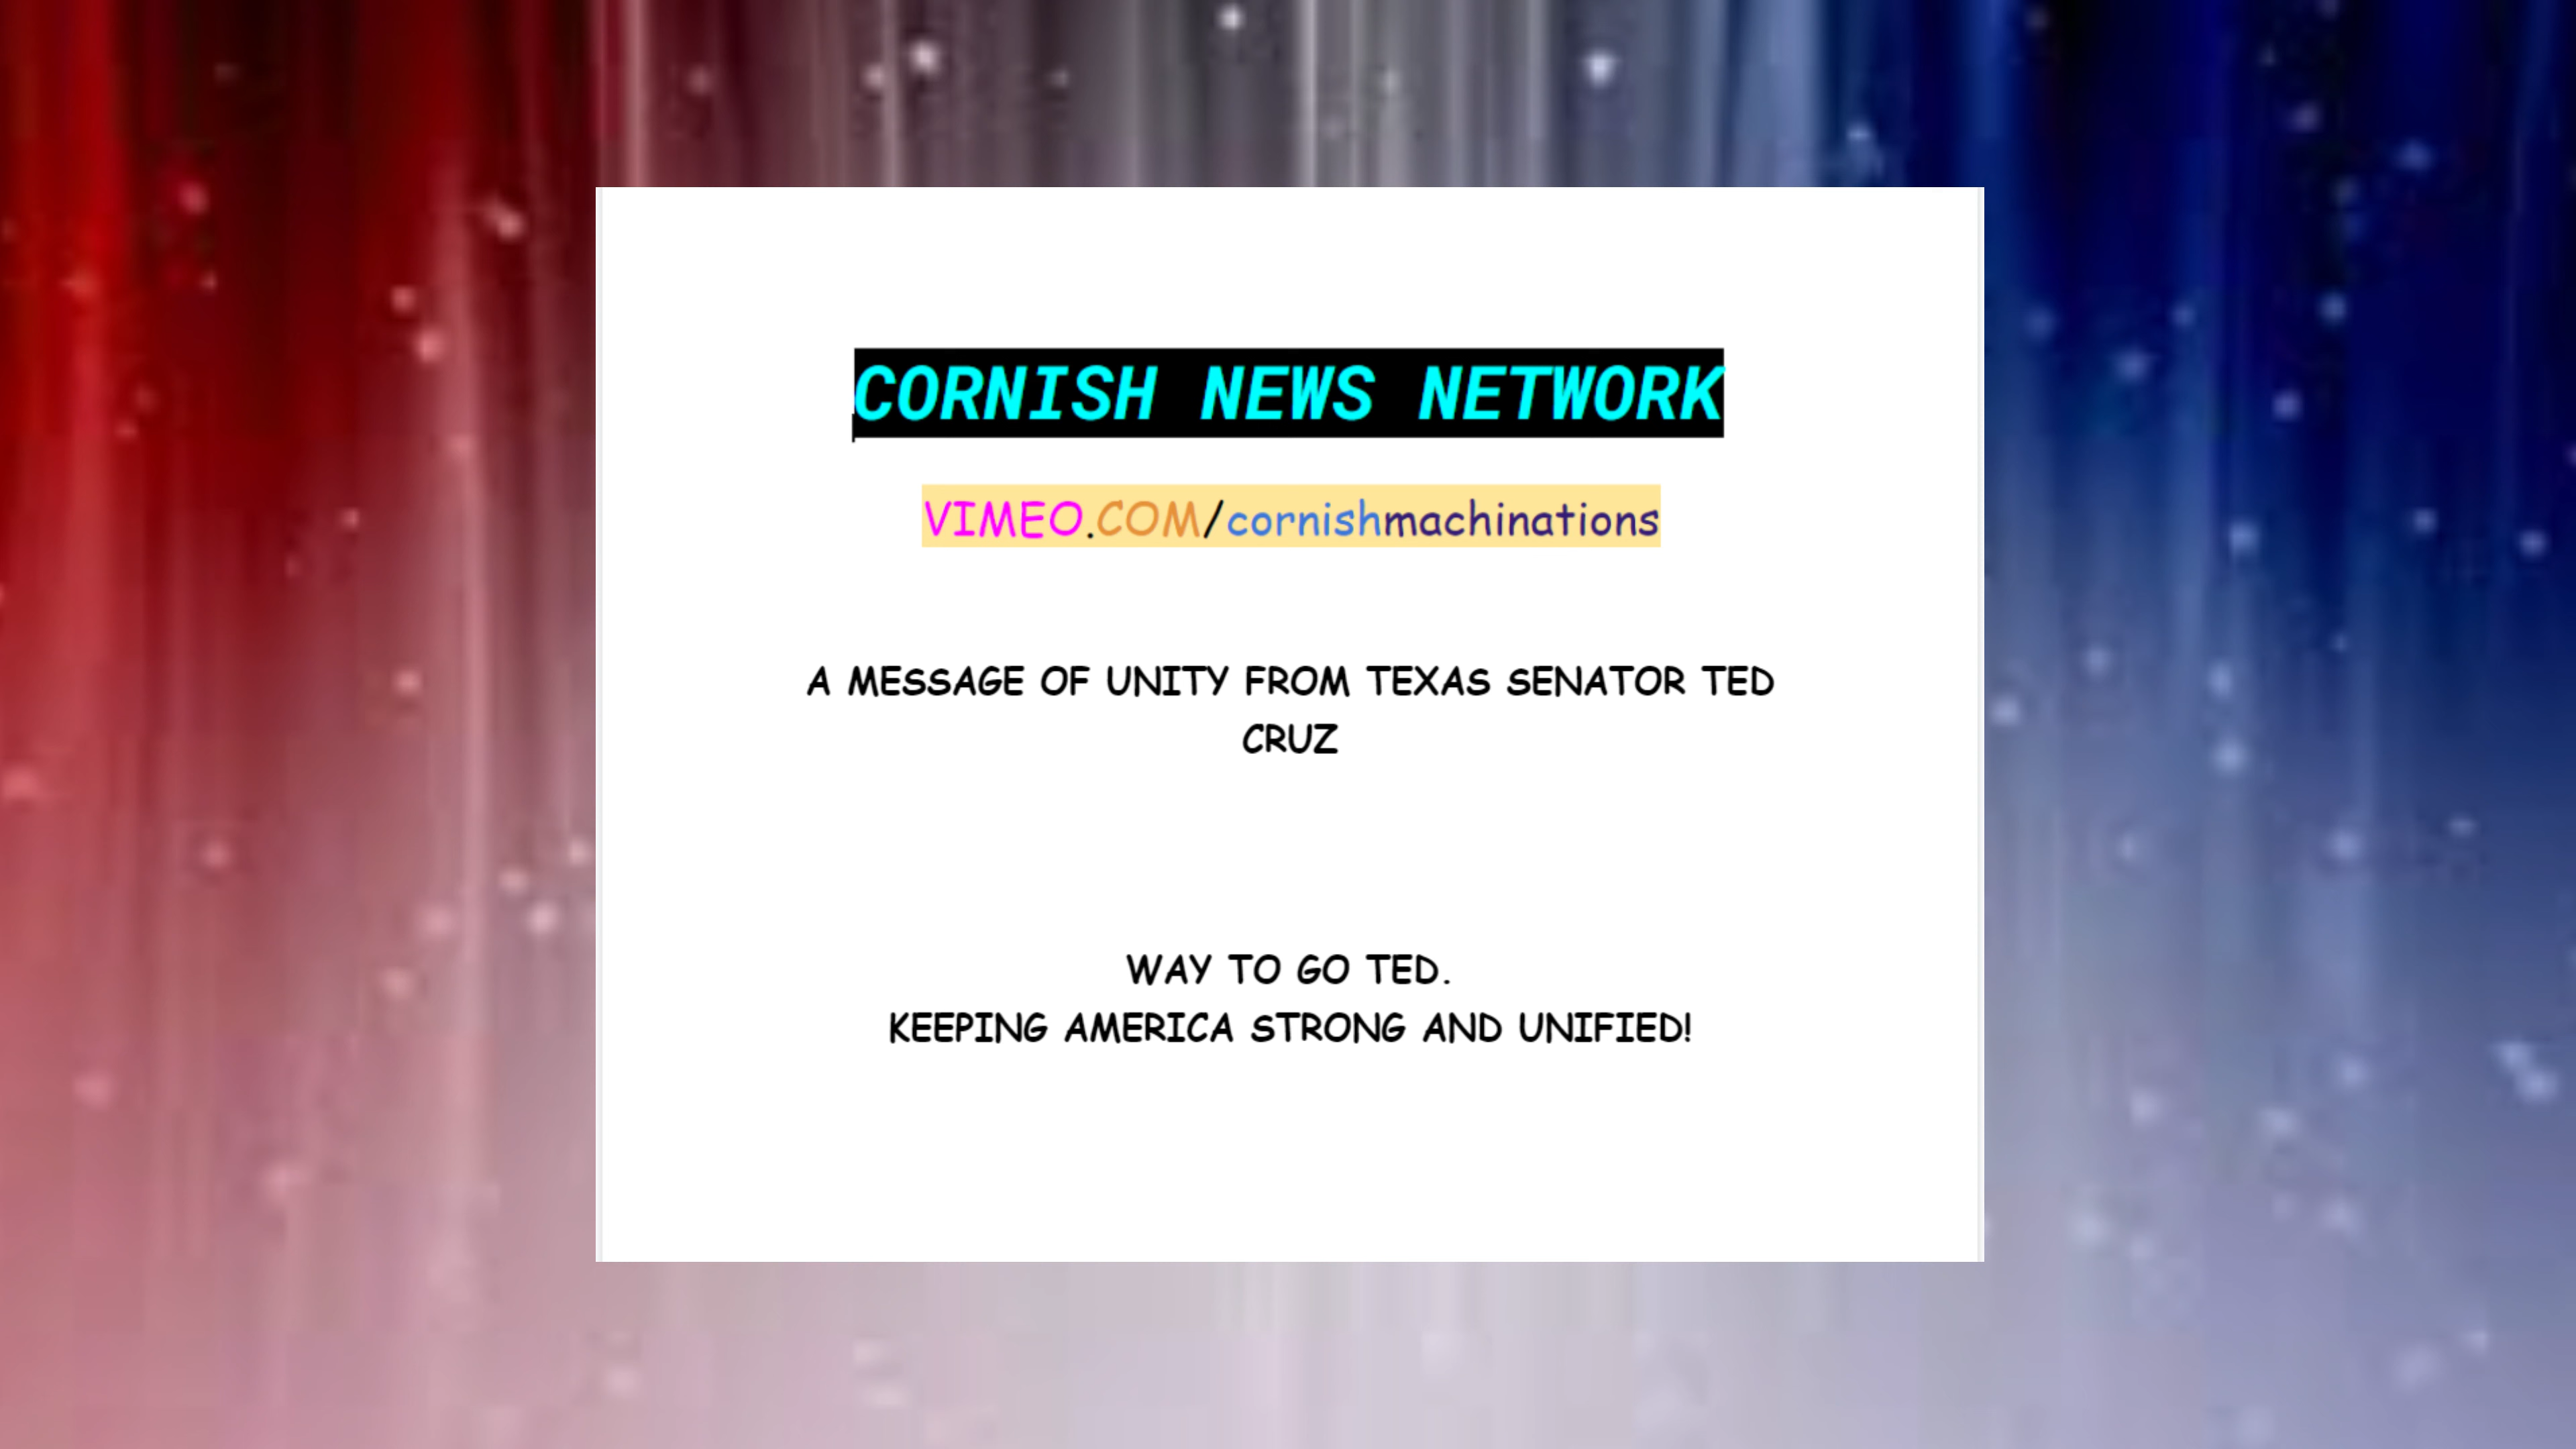 CORNISH NEWS NETWORK
VIMEO.COM/cornishmachinations
A MESSAGE OF UNITY FROM TEXAS SENATOR TED
CRUZ
WAY TO GO TED.
KEEPING AMERICA STRONG AND UNIFIED!